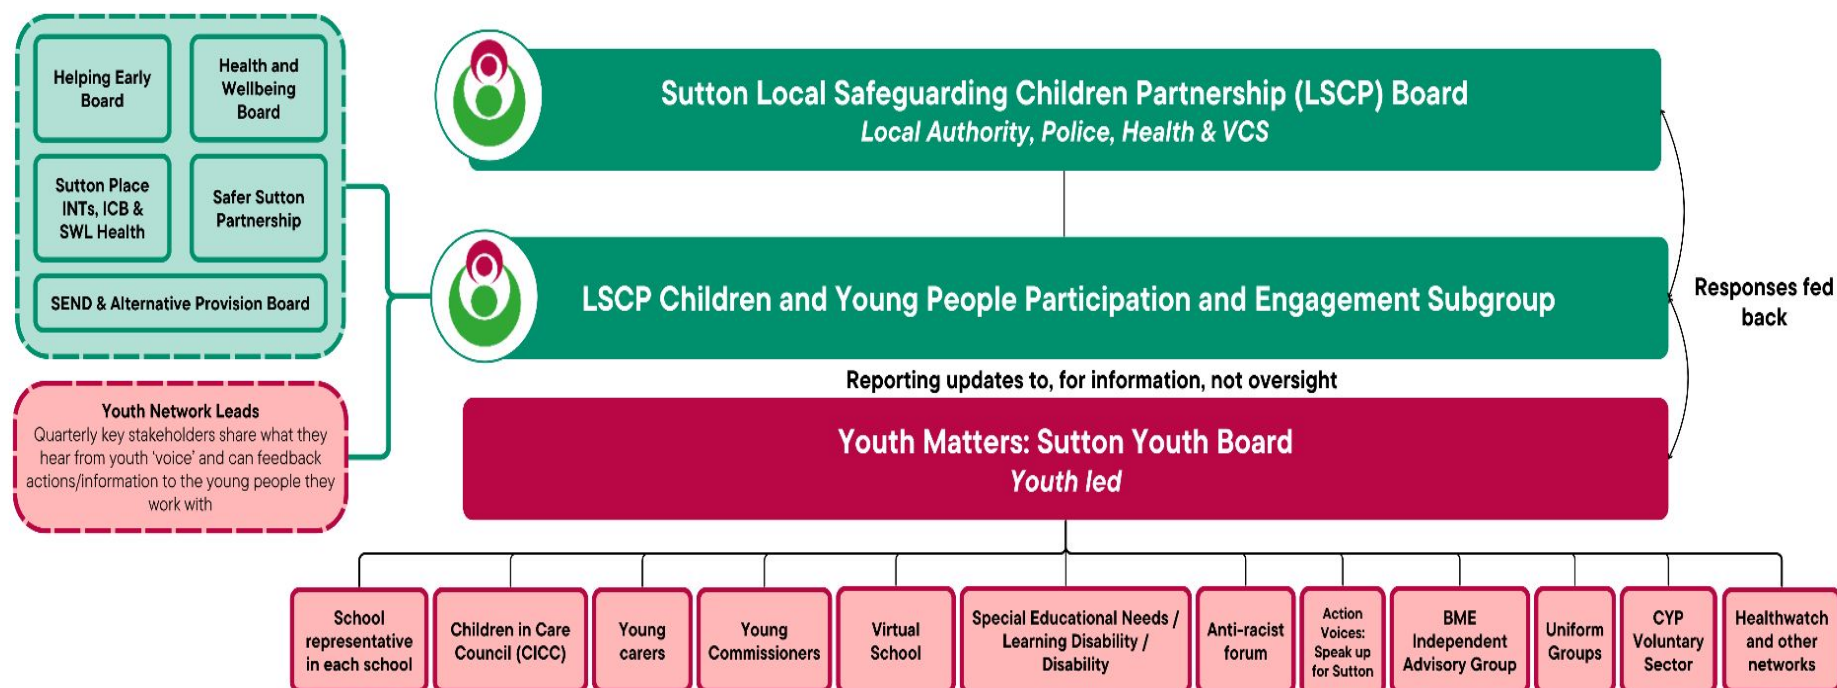 Helping Early
Board
Health and
Wellbeing
Board
Sutton Place
INTs, ICB &
SWL Health
Safer Sutton
Partnership
SEND & Alternative Provision Board
Youth Network Leads
Quarterly key stakeholders share what they
hear from youth 'voice' and can feedback
actions/information to the young people they
work with
Sutton Local Safeguarding Children Partnership (LSCP) Board
Local Authority, Police, Health & VCS
LSCP Children and Young People Participation and Engagement Subgroup
Responses fed
back
Reporting updates to, for information, not oversight
Youth Matters: Sutton Youth Board
Youth led
School
representative
in each school
Children in Care
Council (CICC)
Young
carers
Young
Commissioners
Virtual
School
Special Educational Needs /
Learning Disability /
Disability
Anti-racist
forum
Action
Voices:
Speak up
for Sutton
BME
Independent
Advisory Group
Uniform
Groups
CYP
Voluntary
Sector
Healthwatch
and other
networks